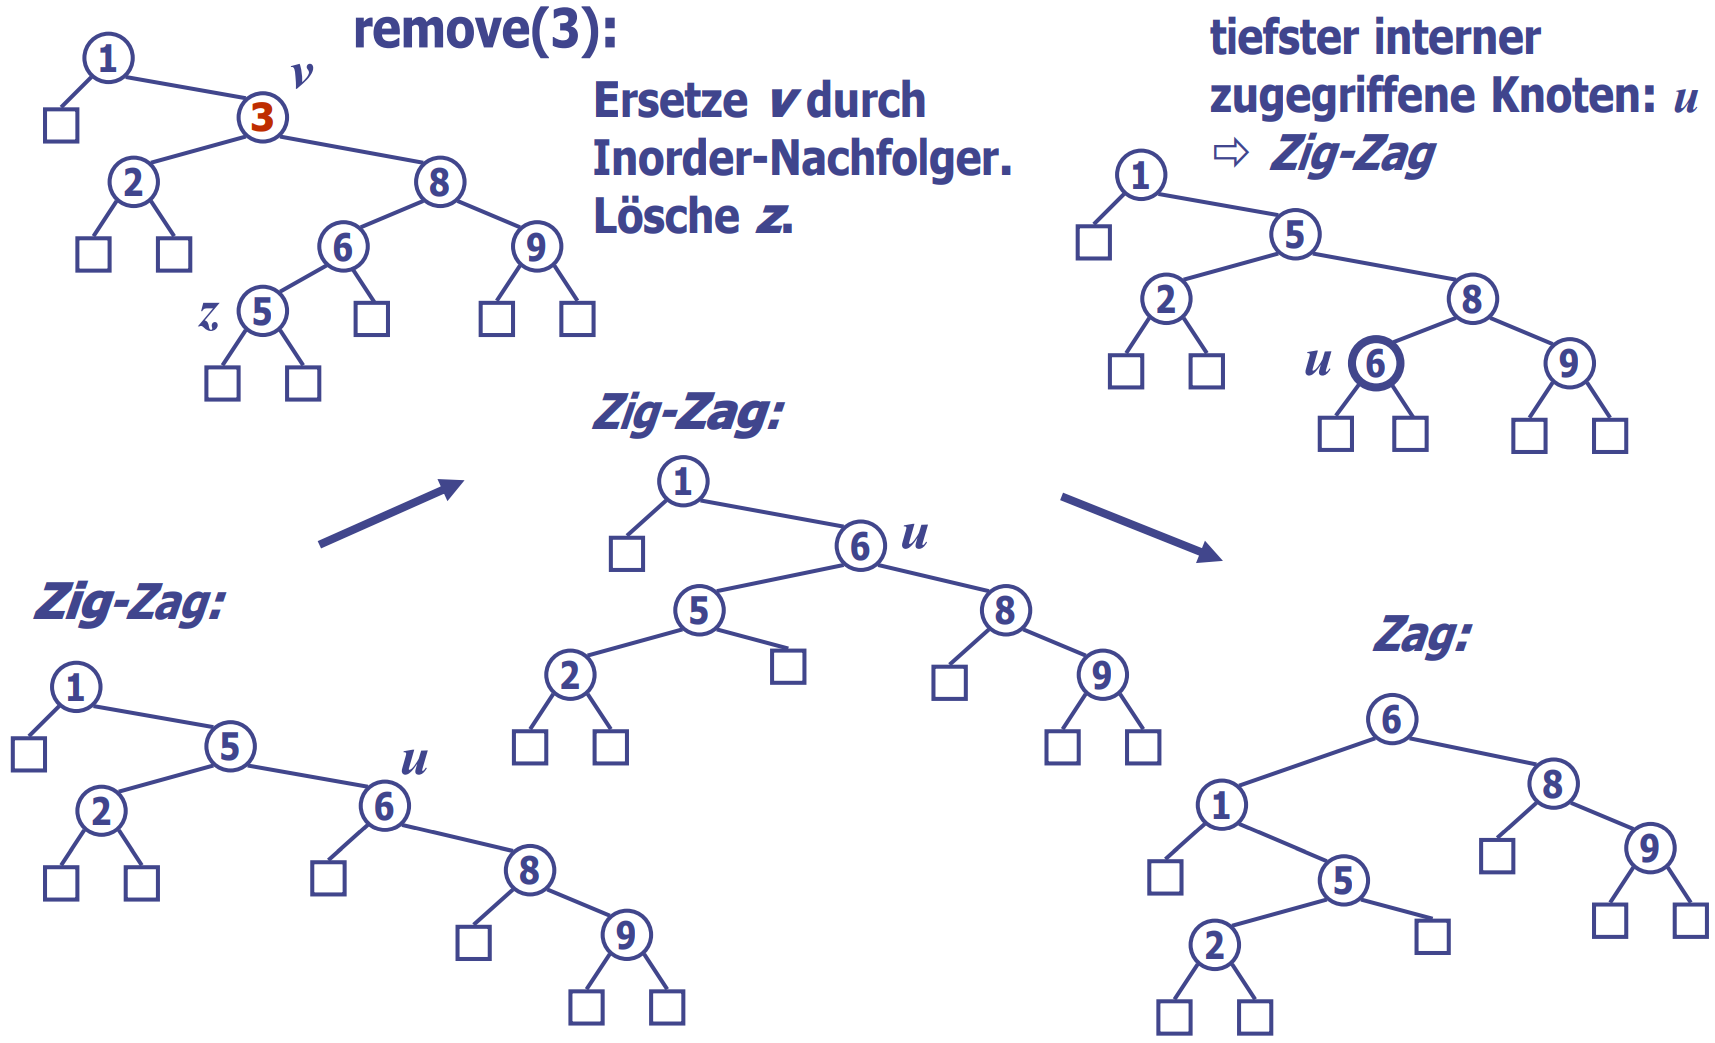 remove(3):
Ersetze v durch
Inorder-Nachfolger.
Lösche z.
1
v
3
2
8
6
9
z
5
tiefster interner
zugegriffene Knoten: u
⇨ Zig-Zag
1
5
2
8
u
6
9
Zig-Zag:
1
6
u
5
8
2
9
Zig-Zag:
1
5
u
2
6
8
9
Zag:
6
8
1
9
5
2